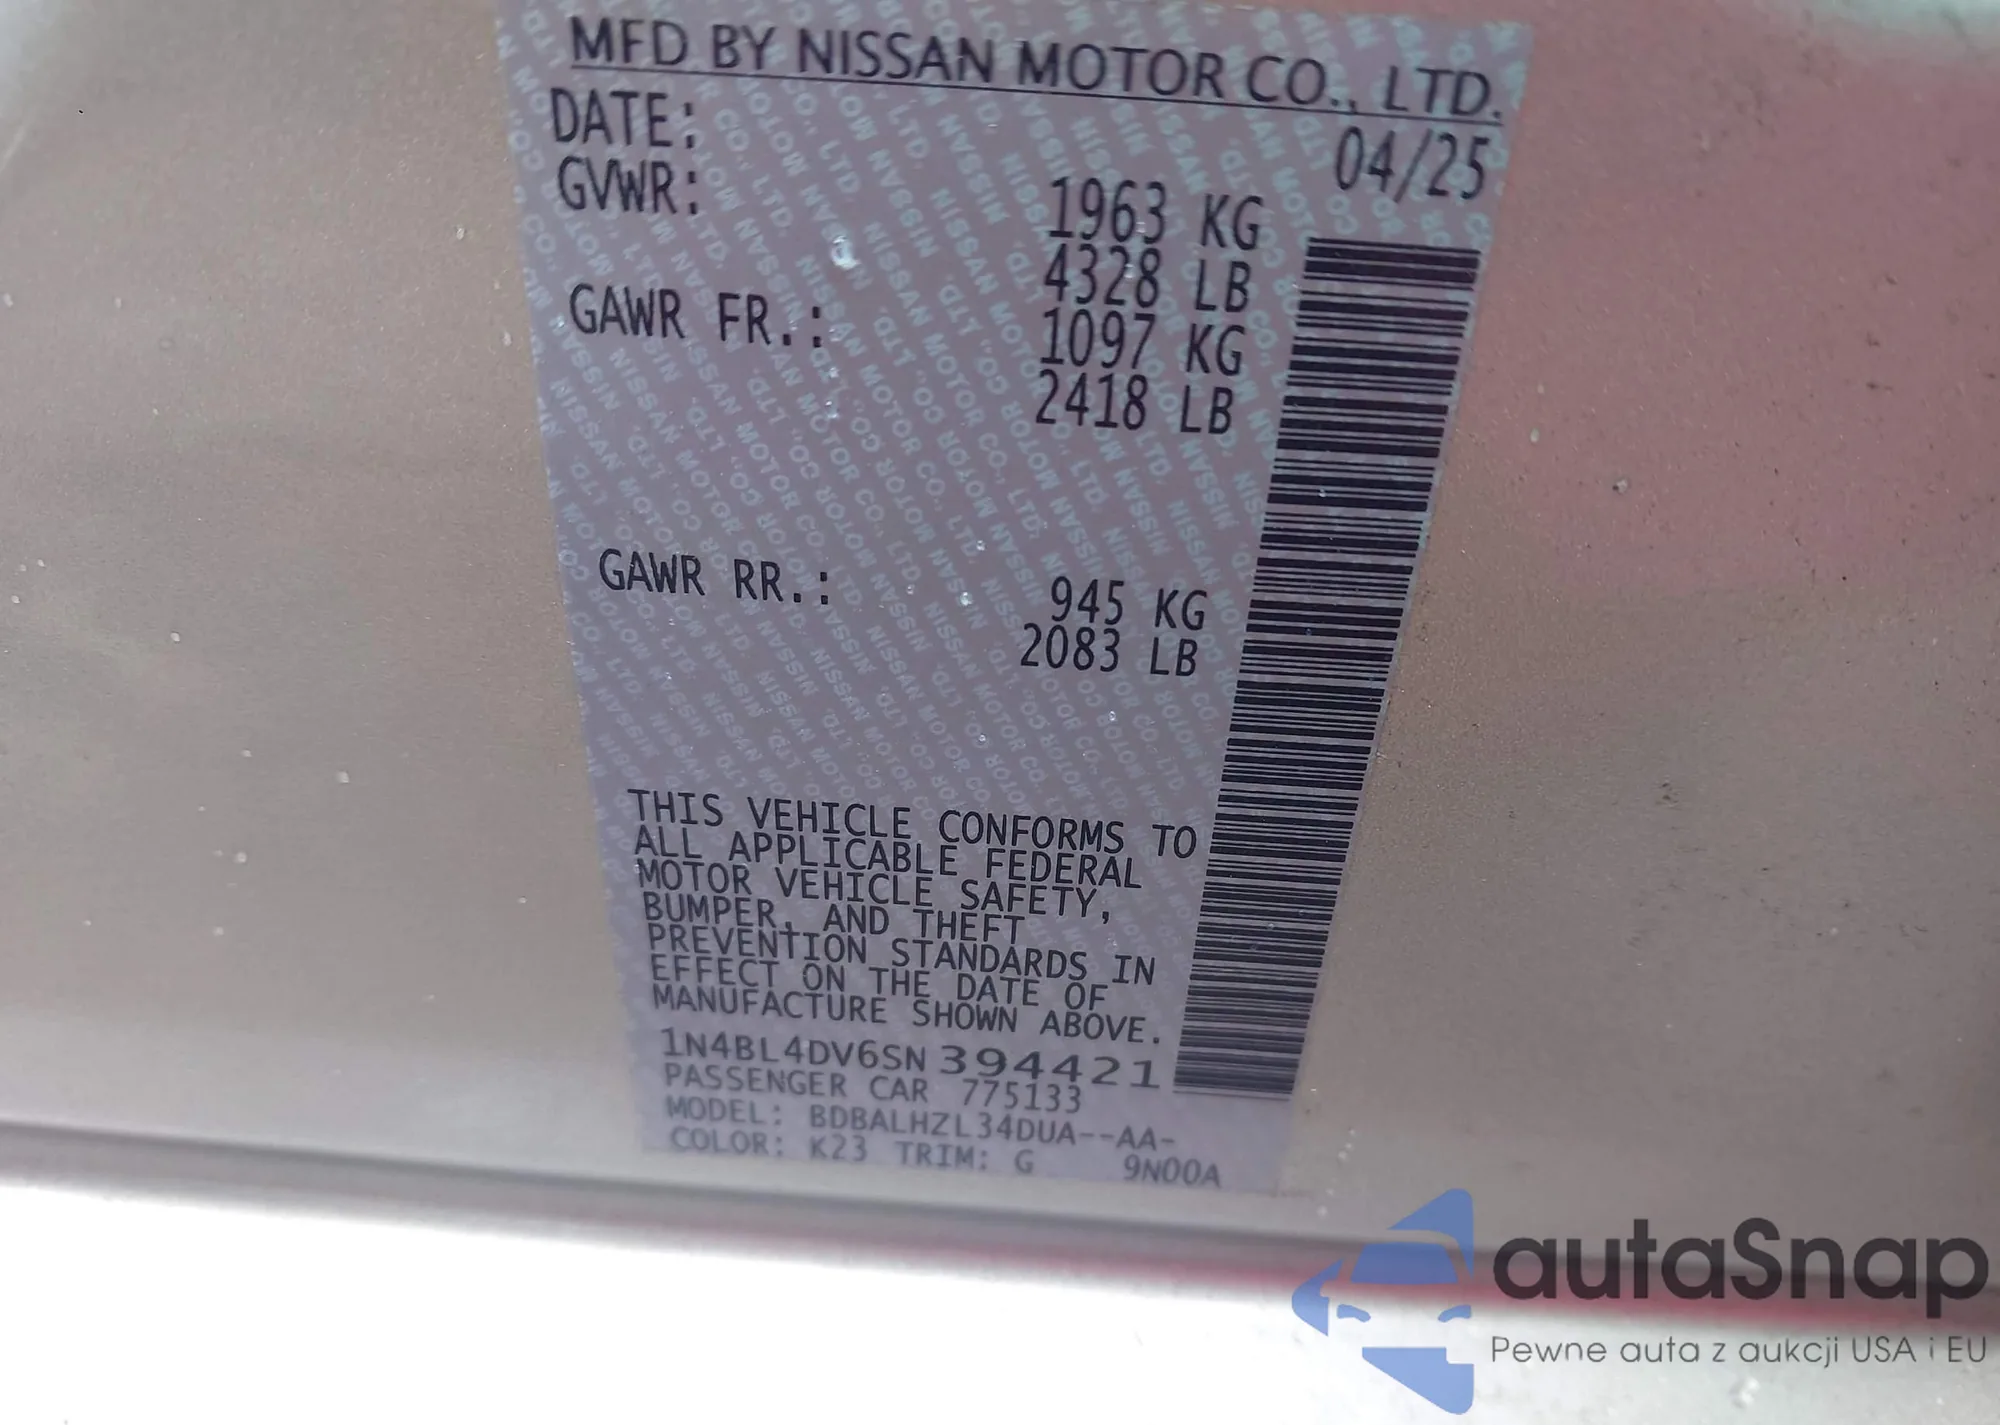 MFD BY NISSAN MOTOR CO., LTD.
DATE: 04/25
GVWR: 1963 KG
4328 LB
GAWR FR.: 1097 KG
2418 LB
GAWR RR.: 945 KG
2083 LB
THIS VEHICLE CONFORMS TO
ALL APPLICABLE FEDERAL
MOTOR VEHICLE SAFETY,
BUMPER, AND THEFT
PREVENTION STANDARDS IN
EFFECT ON THE DATE OF
MANUFACTURE SHOWN ABOVE.
1N4BL4DV6SN394421
PASSENGER CAR 775133
MODEL: BDBALHZL34DUA--AA-
COLOR: K23 TRIM: G 9N00A
autaSnap
Pewne auta z aukcji USA i EU